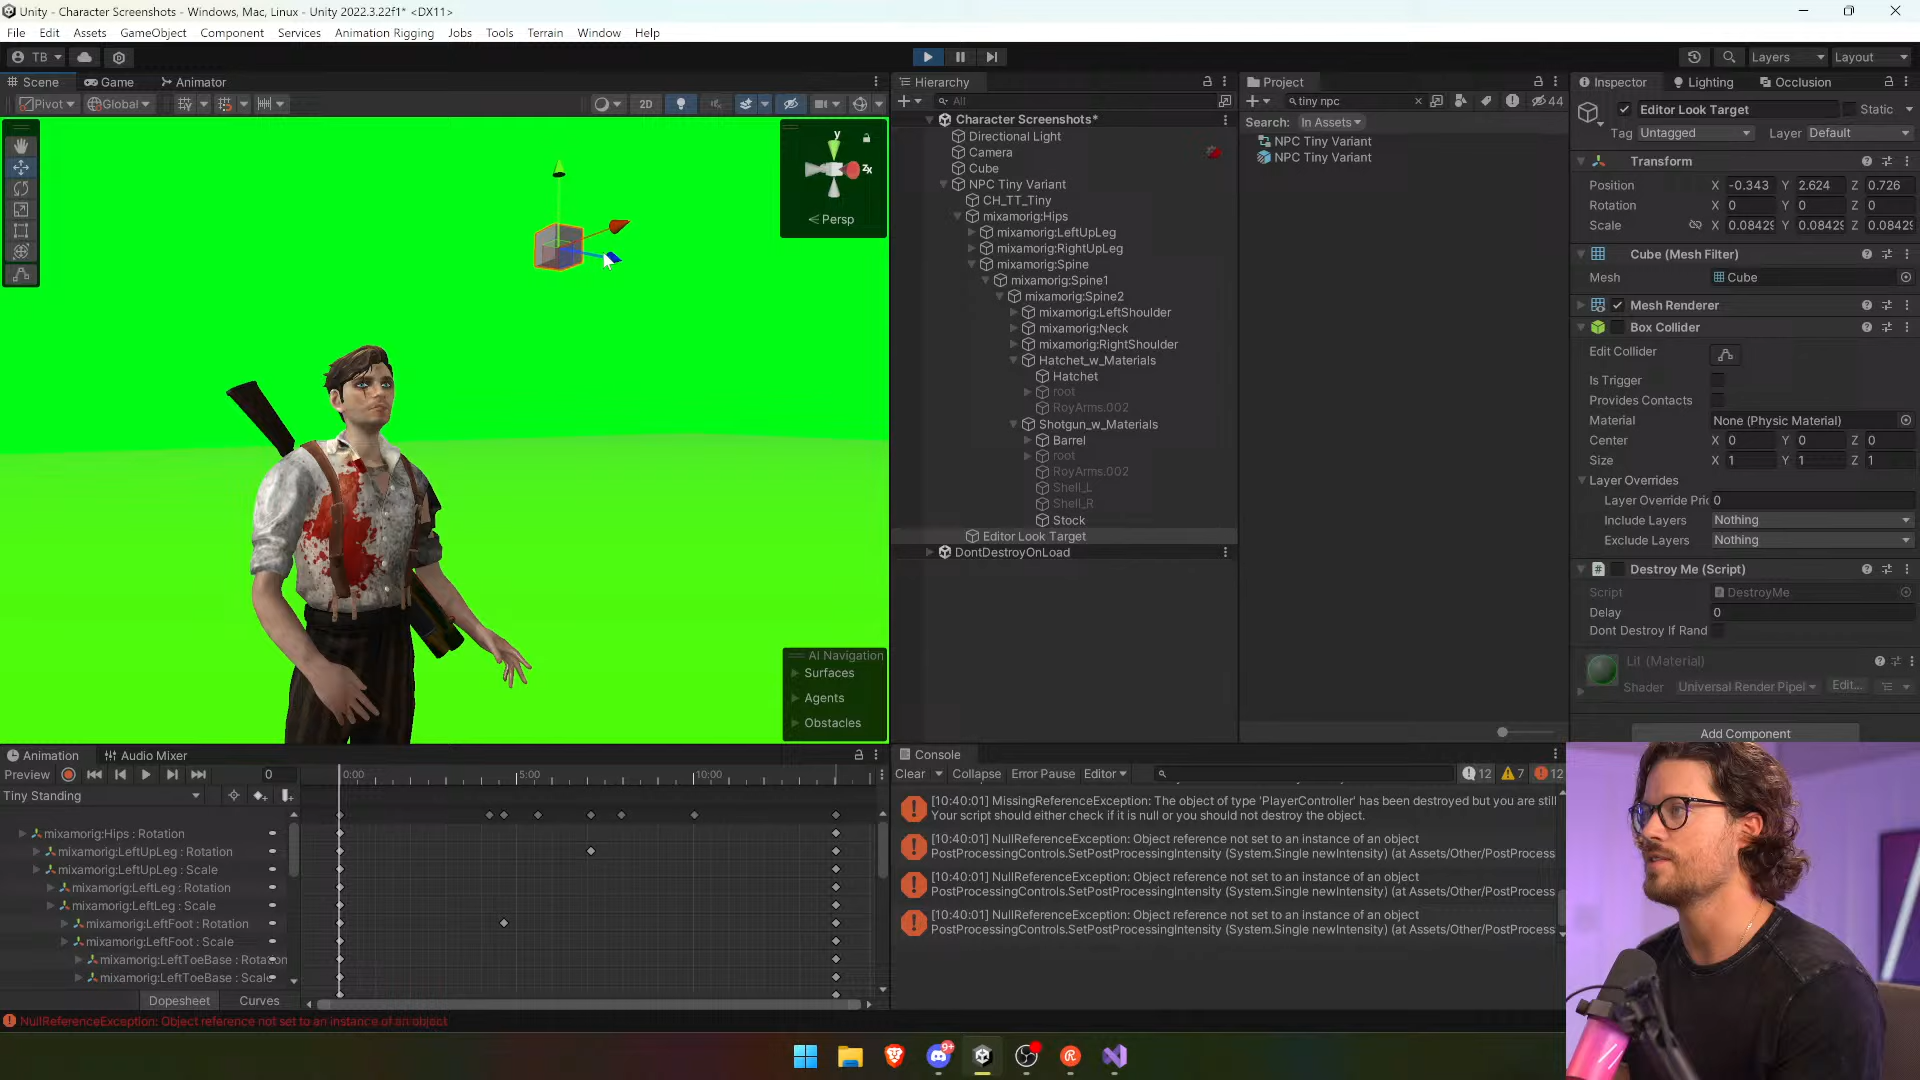 Unity - Character Screenshots - Windows, Mac, Linux - Unity 2022.3.22f1* <DX11>
File Edit Assets GameObject Component Services Animation Rigging Jobs Tools Terrain Window Help
TB Layers Layout
Scene Game Animator
Pivot Global 2D
y
x
Persp
AI Navigation
Surfaces
Agents
Obstacles
Hierarchy
All
Character Screenshots*
Directional Light
Camera
Cube
NPC Tiny Variant
CH_TT_Tiny
mixamorig:Hips
mixamorig:LeftUpLeg
mixamorig:RightUpLeg
mixamorig:Spine
mixamorig:Spine1
mixamorig:Spine2
mixamorig:LeftShoulder
mixamorig:Neck
mixamorig:RightShoulder
Hatchet_w_Materials
Hatchet
root
RoyArms.002
Shotgun_w_Materials
Barrel
root
RoyArms.002
Shell_L
Shell_R
Stock
Editor Look Target
DontDestroyOnLoad
Project
tiny npc 44
Search: In Assets
NPC Tiny Variant
NPC Tiny Variant
Inspector Lighting Occlusion
Editor Look Target Static
Tag Untagged Layer Default
Transform
Position X -0.343 Y 2.624 Z 0.726
Rotation X 0 Y 0 Z 0
Scale X 0.08429 Y 0.08429 Z 0.08429
Cube (Mesh Filter)
Mesh Cube
Mesh Renderer
Box Collider
Edit Collider
Is Trigger
Provides Contacts
Material None (Physic Material)
Center X 0 Y 0 Z 0
Size X 1 Y 1 Z 1
Layer Overrides
Layer Override Pric 0
Include Layers Nothing
Exclude Layers Nothing
Destroy Me (Script)
Script DestroyMe
Delay 0
Dont Destroy If Rand
Lit (Material)
Shader Universal Render Pipel Edit...
Add Component
Animation Audio Mixer
Preview 0 0:00 5:00 10:00
Tiny Standing
mixamorig:Hips : Rotation
mixamorig:LeftUpLeg : Rotation
mixamorig:LeftUpLeg : Scale
mixamorig:LeftLeg : Rotation
mixamorig:LeftLeg : Scale
mixamorig:LeftFoot : Rotation
mixamorig:LeftFoot : Scale
mixamorig:LeftToeBase : Rotation
mixamorig:LeftToeBase : Scale
Dopesheet Curves
Console
Clear Collapse Error Pause Editor 12 7 12
[10:40:01] MissingReferenceException: The object of type 'PlayerController' has been destroyed but you are still
Your script should either check if it is null or you should not destroy the object.
[10:40:01] NullReferenceException: Object reference not set to an instance of an object
PostProcessingControls.SetPostProcessingIntensity (System.Single newIntensity) (at Assets/Other/PostProcess
[10:40:01] NullReferenceException: Object reference not set to an instance of an object
PostProcessingControls.SetPostProcessingIntensity (System.Single newIntensity) (at Assets/Other/PostProcess
[10:40:01] NullReferenceException: Object reference not set to an instance of an object
PostProcessingControls.SetPostProcessingIntensity (System.Single newIntensity) (at Assets/Other/PostProcess
NullReferenceException: Object reference not set to an instance of an object
9+